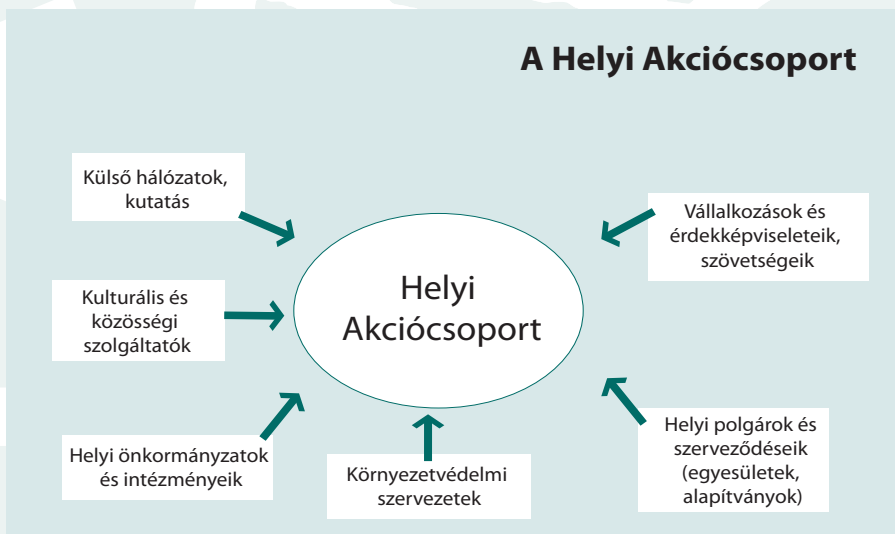 A Helyi Akciócsoport
Külső hálózatok,
kutatás
Vállalkozások és
érdekképviseleteik,
szövetségeik
Helyi
Akciócsoport
Kulturális és
közösségi
szolgáltatók
Helyi önkormányzatok
és intézményeik
Környezetvédelmi
szervezetek
Helyi polgárok és
szerveződéseik
(egyesületek,
alapítványok)